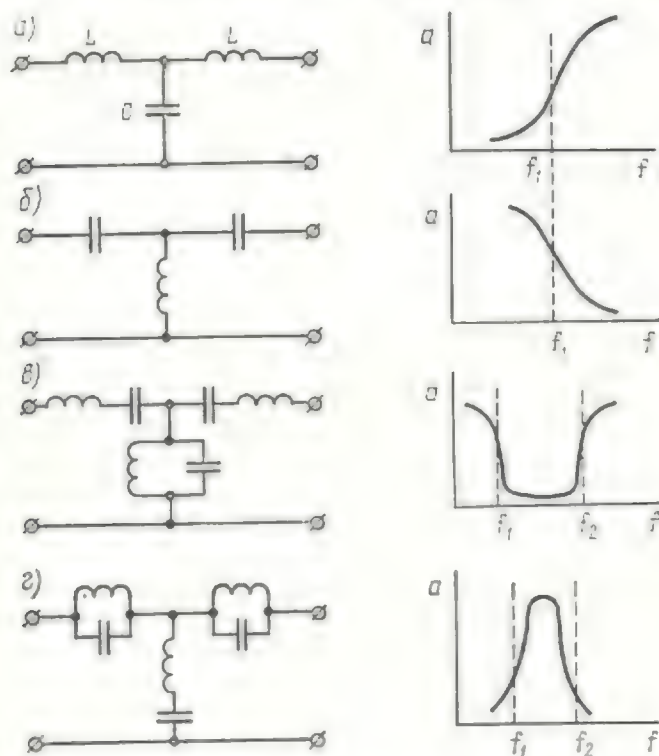 а) L L a
C
f₁ f
б) a
f₁ f
в) a
f₁ f₂ f
г) a
f₁ f₂ f